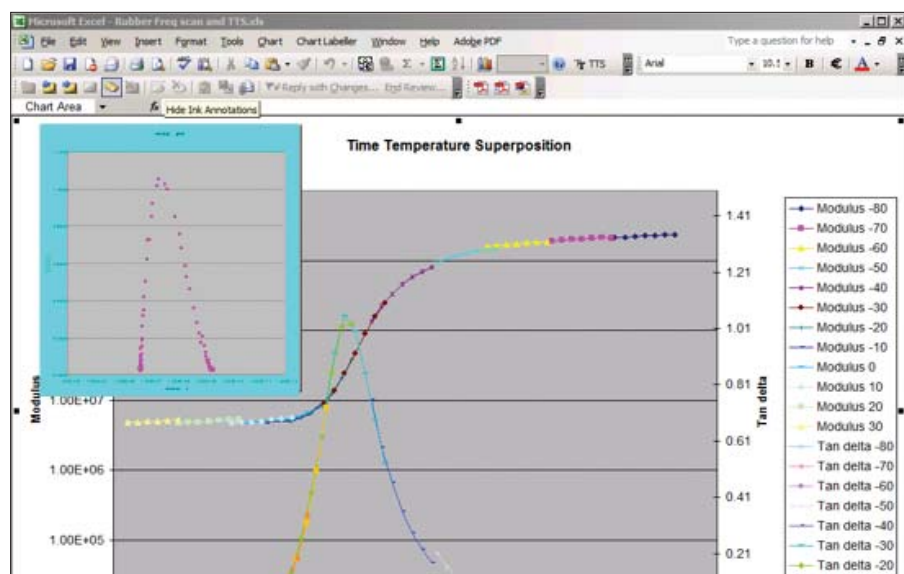 Microsoft Excel - Rubber Freq scan and TTS.xls
File Edit View Insert Format Tools Chart Chart Labeller Window Help Adobe PDF
Type a question for help
TTS
Arial
10.5
B
A
Reply with Changes... End Review...
Chart Area
fx
Hide Ink Annotations
Time Temperature Superposition
1.41
1.21
1.01
0.81
0.61
0.41
0.21
Tan delta
Modulus
1.00E+07
1.00E+06
1.00E+05
Modulus -80
Modulus -70
Modulus -60
Modulus -50
Modulus -40
Modulus -30
Modulus -20
Modulus -10
Modulus 0
Modulus 10
Modulus 20
Modulus 30
Tan delta -80
Tan delta -70
Tan delta -60
Tan delta -50
Tan delta -40
Tan delta -30
Tan delta -20